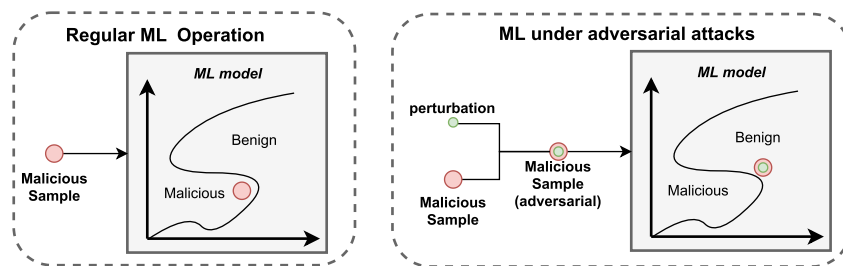 Regular ML Operation
ML model
Benign
Malicious
Malicious
Sample
ML under adversarial attacks
ML model
perturbation
Benign
Malicious
Sample
(adversarial)
Malicious
Malicious
Sample